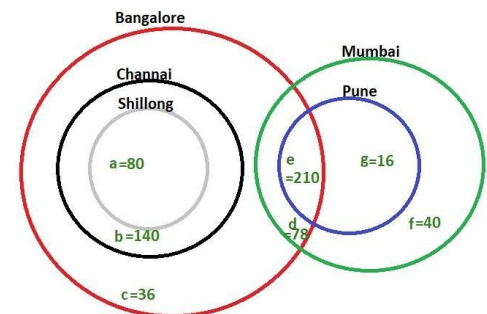 Bangalore
Mumbai
Channai
Pune
Shillong
a=80
e
=210
g=16
b=140
d
=78
f=40
c=36